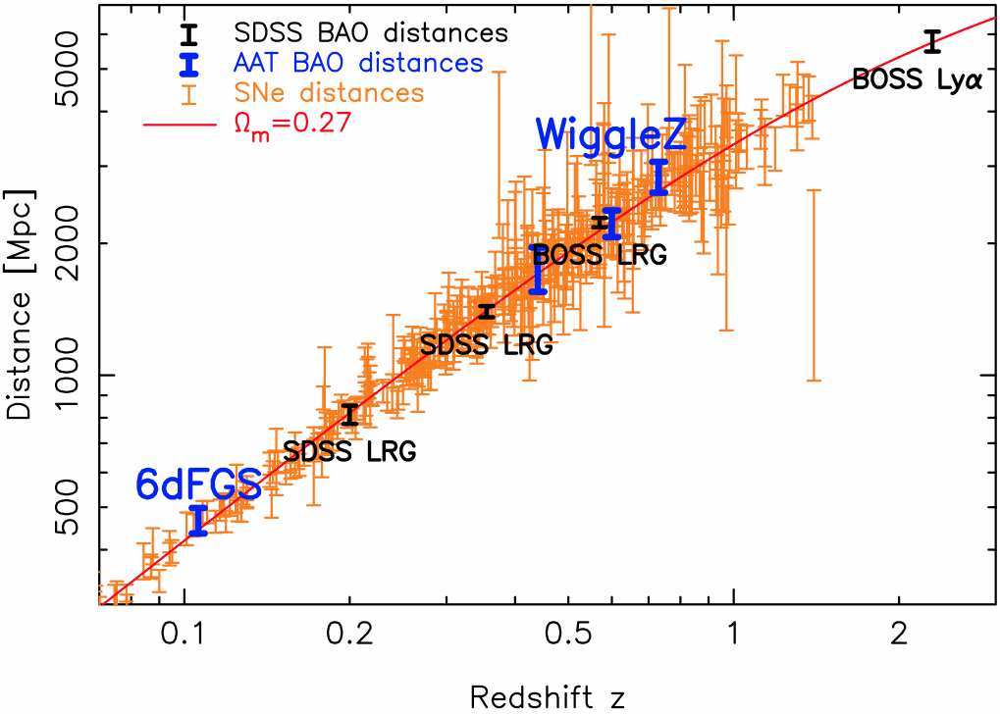 SDSS BAO distances
AAT BAO distances
SNe distances
Ωm=0.27
5000
2000
1000
500
Distance [Mpc]
BOSS Lyα
WiggleZ
BOSS LRG
SDSS LRG
SDSS LRG
6dFGS
0.1
0.2
0.5
1
2
Redshift z